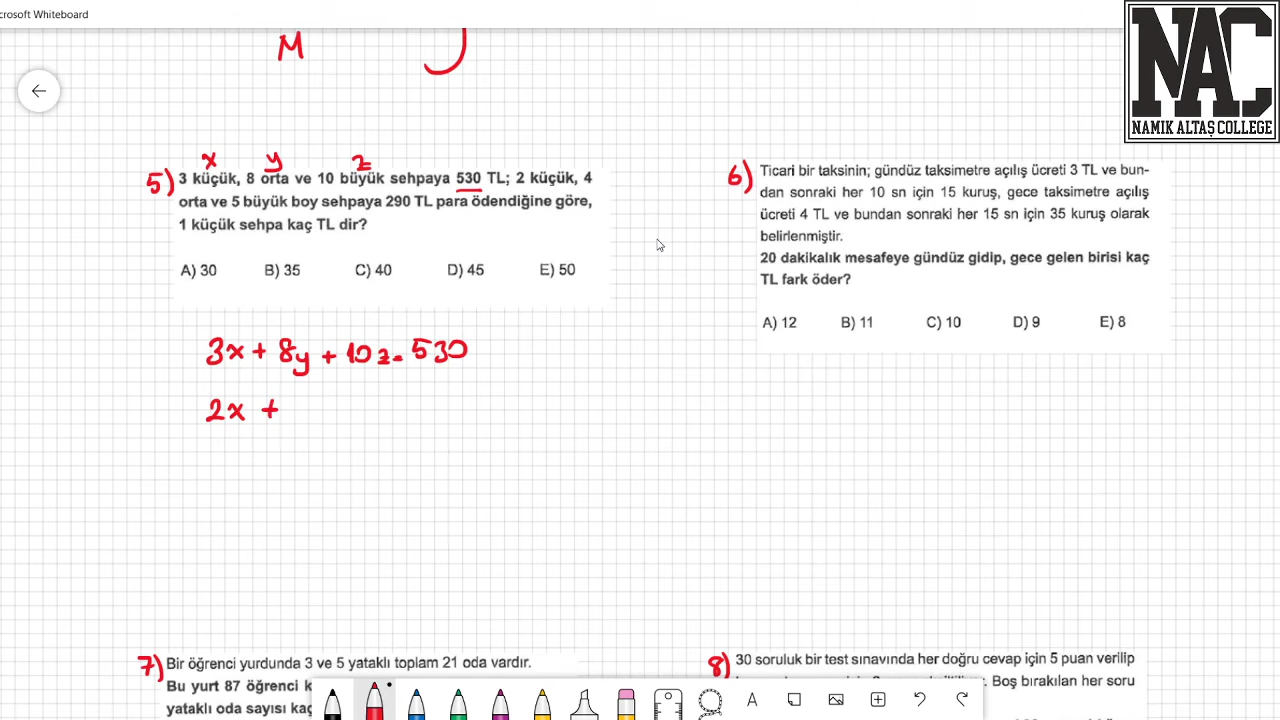 crosoft Whiteboard
M
NAC
NAMIK ALTAŞ COLLEGE
x y z
5) 3 küçük, 8 orta ve 10 büyük sehpaya 530 TL; 2 küçük, 4
orta ve 5 büyük boy sehpaya 290 TL para ödendiğine göre,
1 küçük sehpa kaç TL dir?
A) 30 B) 35 C) 40 D) 45 E) 50
3x + 8y + 10z = 530
2x +
6) Ticari bir taksinin; gündüz taksimetre açılış ücreti 3 TL ve bun-
dan sonraki her 10 sn için 15 kuruş, gece taksimetre açılış
ücreti 4 TL ve bundan sonraki her 15 sn için 35 kuruş olarak
belirlenmiştir.
20 dakikalık mesafeye gündüz gidip, gece gelen birisi kaç
TL fark öder?
A) 12 B) 11 C) 10 D) 9 E) 8
7) Bir öğrenci yurdunda 3 ve 5 yataklı toplam 21 oda vardır.
Bu yurt 87 öğrenci k
yataklı oda sayısı kaç
8) 30 soruluk bir test sınavında her doğru cevap için 5 puan verilip
Boş bırakılan her soru
A